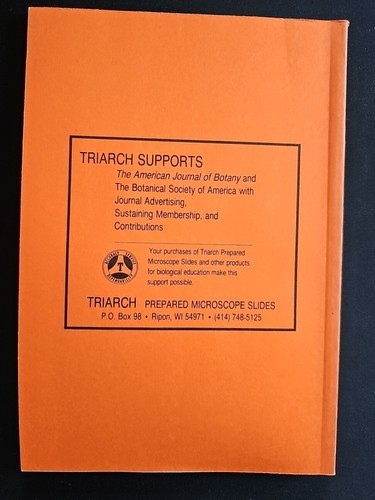 TRIARCH SUPPORTS
The American Journal of Botany and
The Botanical Society of America with
Journal Advertising,
Sustaining Membership, and
Contributions
Your purchases of Triarch Prepared
Microscope Slides and other products
for biological education make this
support possible.
T
TRIARCH PREPARED MICROSCOPE SLIDES
P.O. Box 98 • Ripon, WI 54971 • (414) 748-5125